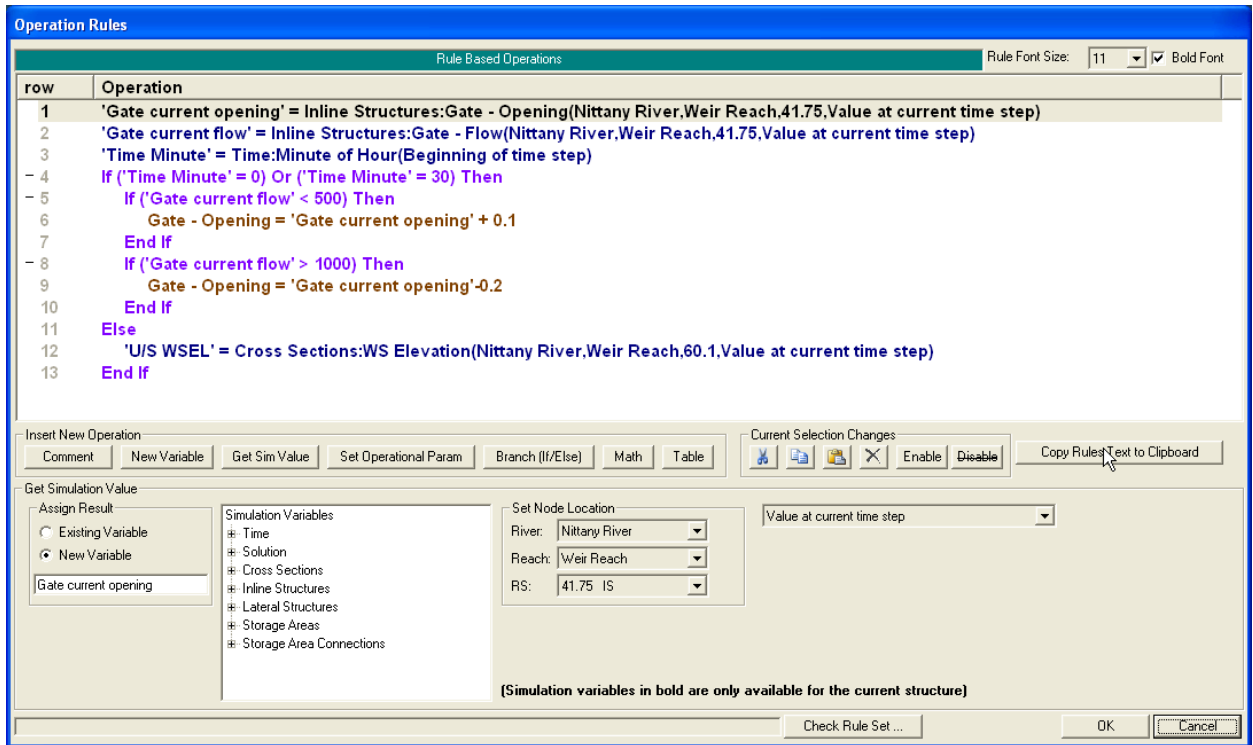 Operation Rules
Rule Based Operations Rule Font Size: 11 Bold Font
row Operation
1 'Gate current opening' = Inline Structures:Gate - Opening(Nittany River,Weir Reach,41.75,Value at current time step)
2 'Gate current flow' = Inline Structures:Gate - Flow(Nittany River,Weir Reach,41.75,Value at current time step)
3 'Time Minute' = Time:Minute of Hour(Beginning of time step)
4 If ('Time Minute' = 0) Or ('Time Minute' = 30) Then
5 If ('Gate current flow' < 500) Then
6 Gate - Opening = 'Gate current opening' + 0.1
7 End If
8 If ('Gate current flow' > 1000) Then
9 Gate - Opening = 'Gate current opening'-0.2
10 End If
11 Else
12 'U/S WSEL' = Cross Sections:WS Elevation(Nittany River,Weir Reach,60.1,Value at current time step)
13 End If
Insert New Operation Current Selection Changes
Comment New Variable Get Sim Value Set Operational Param Branch (If/Else) Math Table Enable Disable Copy Rules Text to Clipboard
Get Simulation Value
Assign Result
Existing Variable
New Variable
Gate current opening
Simulation Variables
Time
Solution
Cross Sections
Inline Structures
Lateral Structures
Storage Areas
Storage Area Connections
Set Node Location
River: Nittany River
Reach: Weir Reach
RS: 41.75 IS
Value at current time step
(Simulation variables in bold are only available for the current structure)
Check Rule Set ... OK Cancel